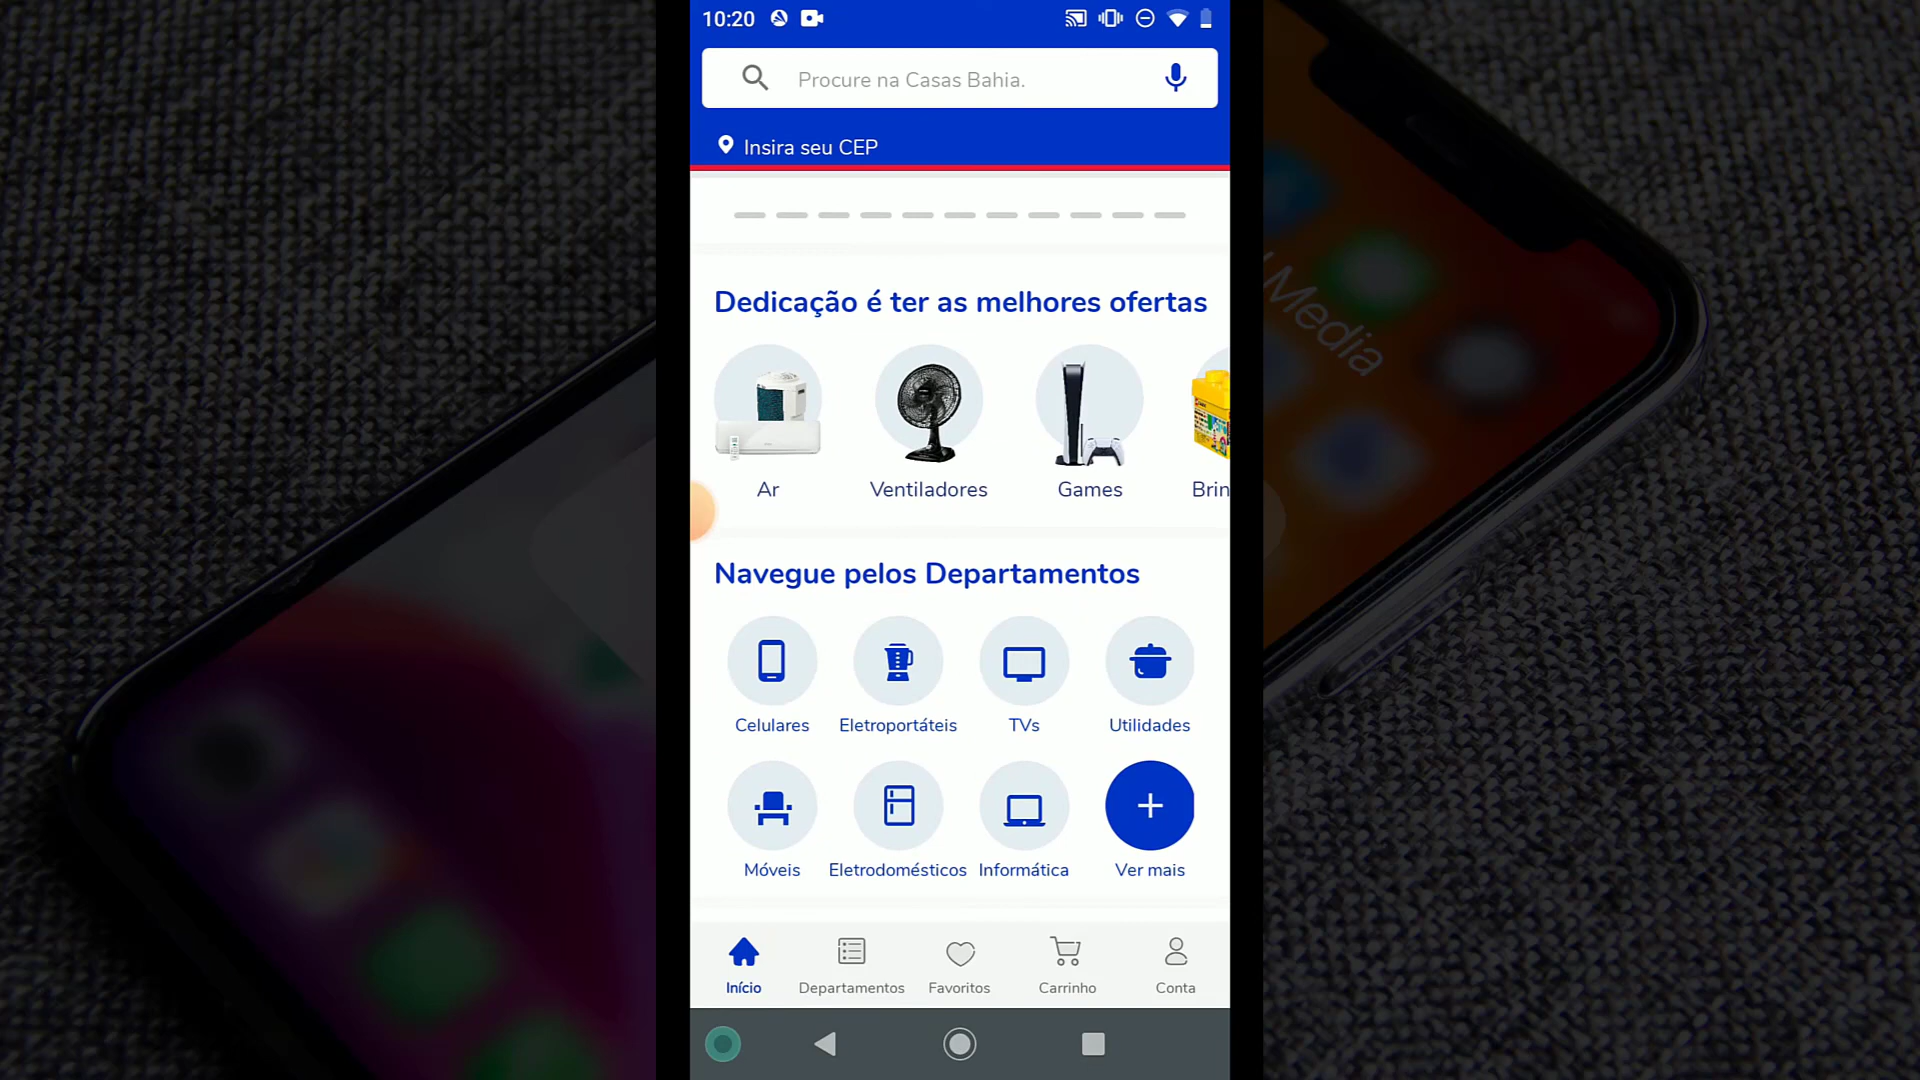 10:20
Procure na Casas Bahia.
Insira seu CEP
Dedicação é ter as melhores ofertas
Ar
Ventiladores
Games
Brin
Navegue pelos Departamentos
Celulares
Eletroportáteis
TVs
Utilidades
Móveis
Eletrodomésticos
Informática
Ver mais
Início
Departamentos
Favoritos
Carrinho
Conta
Media